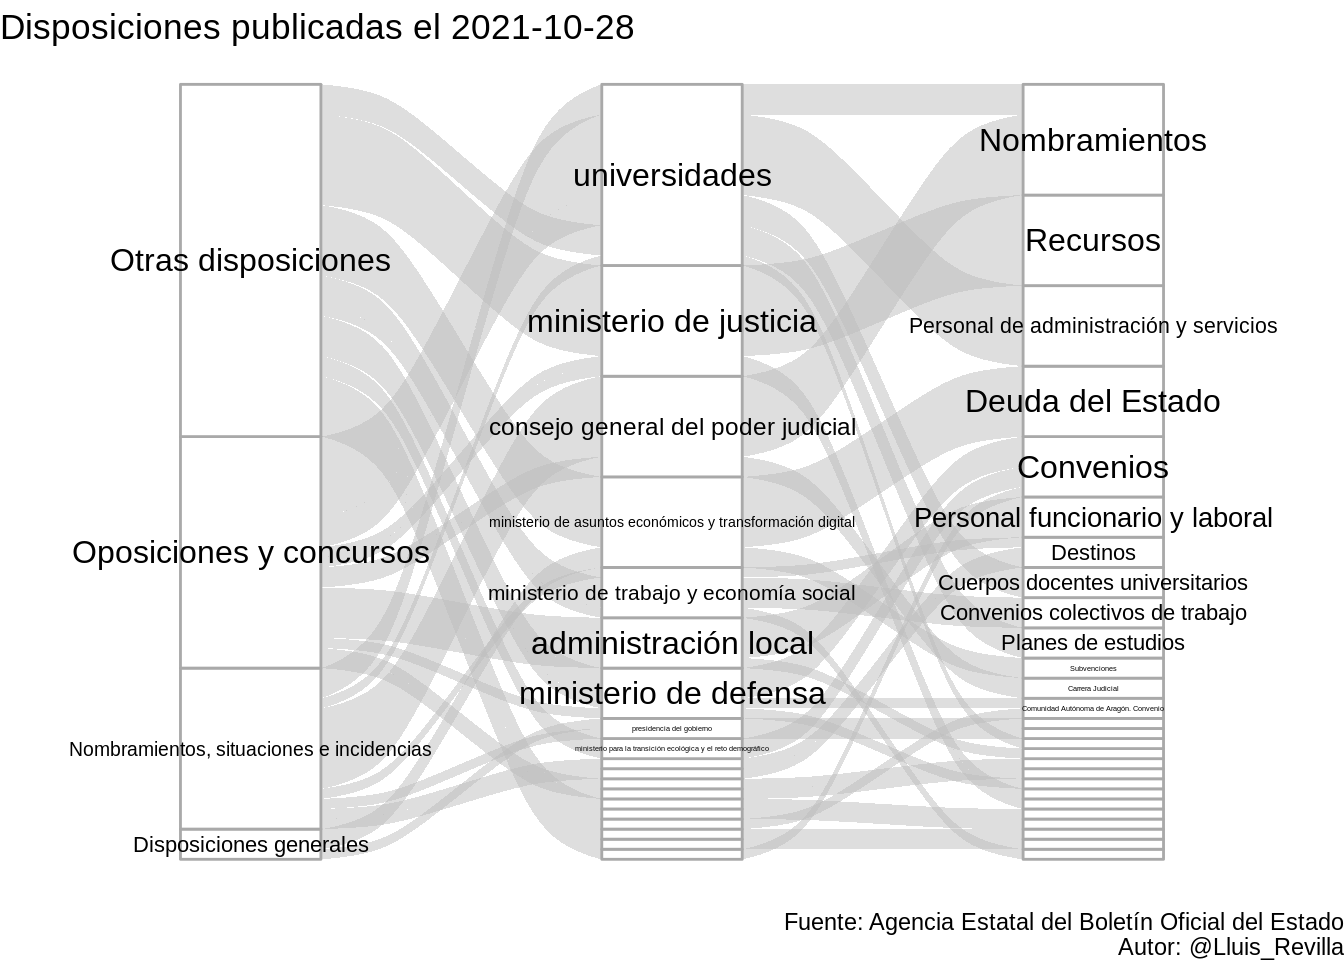 Disposiciones publicadas el 2021-10-28
Otras disposiciones
Oposiciones y concursos
Nombramientos, situaciones e incidencias
Disposiciones generales
universidades
ministerio de justicia
consejo general del poder judicial
ministerio de asuntos económicos y transformación digital
ministerio de trabajo y economía social
administración local
ministerio de defensa
presidencia del gobierno
ministerio para la transición ecológica y el reto demográfico
Nombramientos
Recursos
Personal de administración y servicios
Deuda del Estado
Convenios
Personal funcionario y laboral
Destinos
Cuerpos docentes universitarios
Convenios colectivos de trabajo
Planes de estudios
Subvenciones
Carrera Judicial
Comunidad Autónoma de Aragón. Convenio
Fuente: Agencia Estatal del Boletín Oficial del Estado
Autor: @Lluis_Revilla